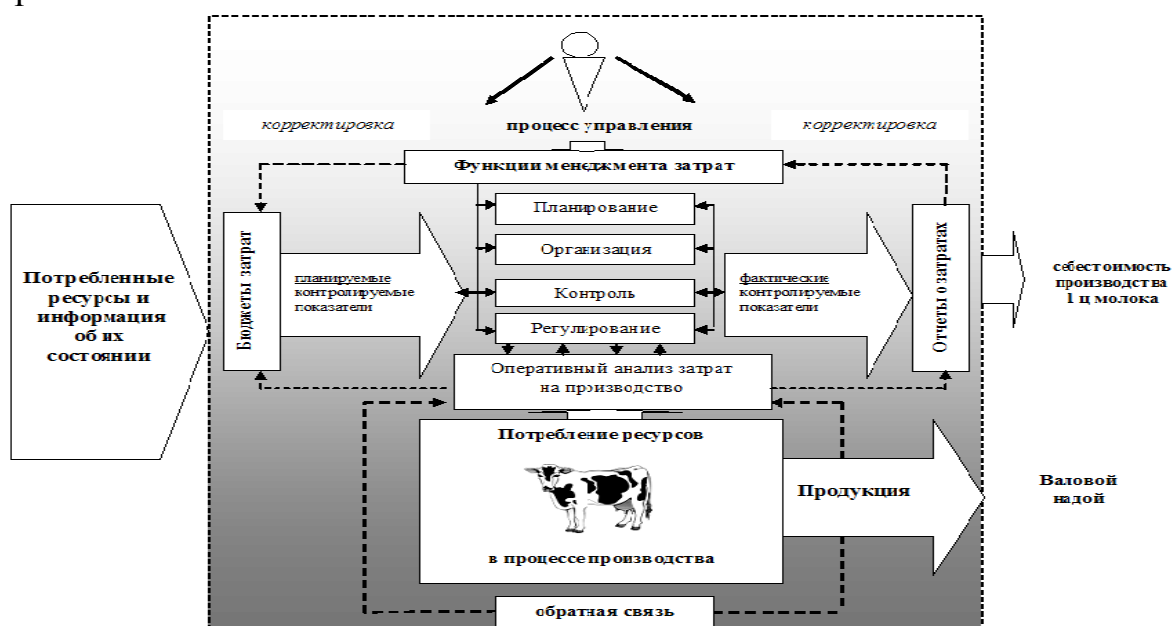 корректировка
процесс управления
корректировка
Функции менеджмента затрат
Планирование
Организация
Контроль
Регулирование
Потребленные
ресурсы и
информация
об их
состоянии
Бюджеты затрат
планируемые
контролируемые
показатели
фактические
контролируемые
показатели
Отчеты о затратах
себестоимость
производства
1 ц молока
Оперативный анализ затрат
на производство
Потребление ресурсов
в процессе производства
Продукция
Валовой
надой
обратная связь